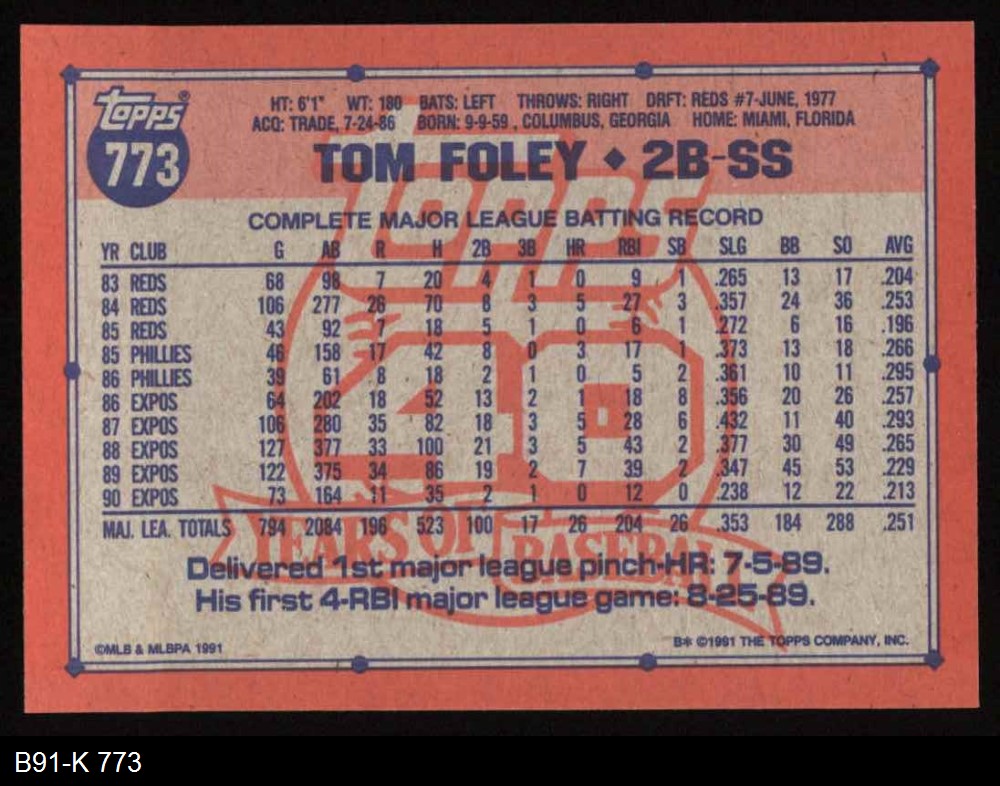 topps®
773
HT: 6'1" WT: 180 BATS: LEFT THROWS: RIGHT DRFT: REDS #7-JUNE, 1977
ACQ: TRADE, 7-24-86 BORN: 9-9-59, COLUMBUS, GEORGIA HOME: MIAMI, FLORIDA
TOM FOLEY ◆ 2B-SS
COMPLETE MAJOR LEAGUE BATTING RECORD
YR CLUB G AB R H 2B 3B HR RBI SB SLG BB SO AVG
83 REDS 68 98 7 20 4 1 0 9 1 .265 13 17 .204
84 REDS 106 277 26 70 8 3 5 27 3 .357 24 36 .253
85 REDS 43 92 7 18 5 1 0 6 1 .272 6 16 .196
85 PHILLIES 46 158 17 42 8 0 3 17 1 .373 13 18 .266
86 PHILLIES 39 61 8 18 2 1 0 5 2 .361 10 11 .295
86 EXPOS 64 202 18 52 13 2 1 18 8 .356 20 26 .257
87 EXPOS 106 280 35 82 18 3 5 28 6 .432 11 40 .293
88 EXPOS 127 377 33 100 21 3 5 43 2 .377 30 49 .265
89 EXPOS 122 375 34 86 19 2 7 39 2 .347 45 53 .229
90 EXPOS 73 164 11 35 2 1 0 12 0 .238 12 22 .213
MAJ. LEA. TOTALS 794 2084 196 523 100 17 26 204 26 .353 184 288 .251
topps
40
YEARS OF BASEBALL
Delivered 1st major league pinch-HR: 7-5-89.
His first 4-RBI major league game: 8-25-89.
©MLB & MLBPA 1991
B* ©1991 THE TOPPS COMPANY, INC.
B91-K 773